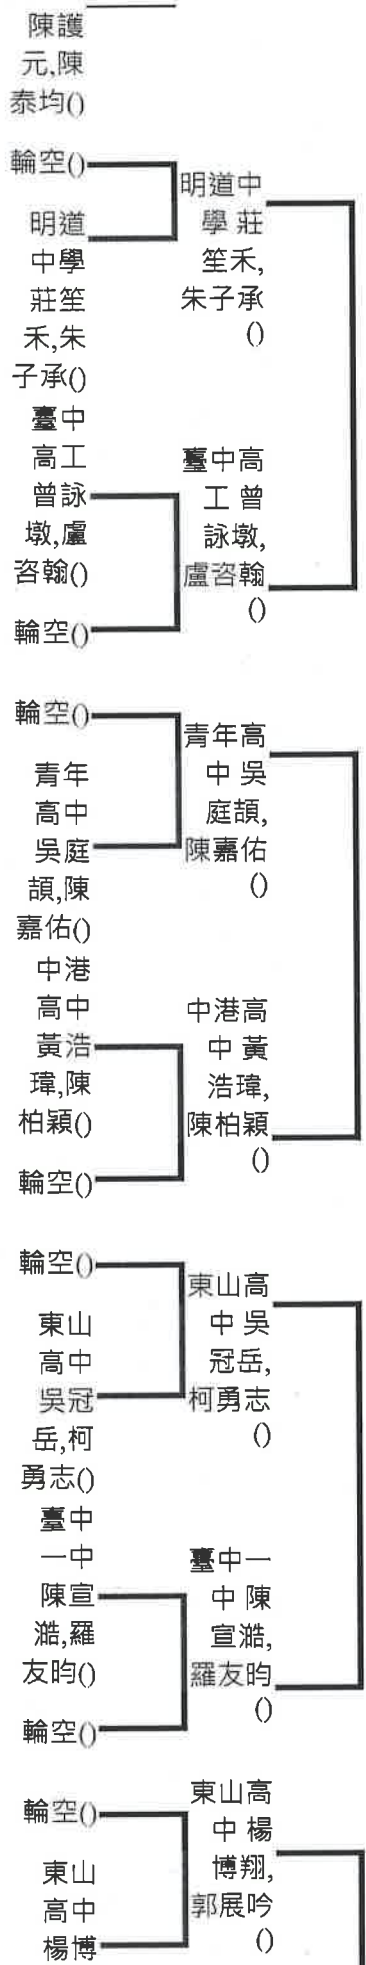 陳護
元,陳
泰均()
輪空()
明道
中學
莊笙
禾,朱
子承()
明道中
學 莊
笙禾,
朱子承
()
臺中
高工
曾詠
墩,盧
咨翰()
輪空()
臺中高
工 曾
詠墩,
盧咨翰
()
輪空()
青年
高中
吳庭
頡,陳
嘉佑()
青年高
中 吳
庭頡,
陳嘉佑
()
中港
高中
黃浩
瑋,陳
柏穎()
輪空()
中港高
中 黃
浩瑋,
陳柏穎
()
輪空()
東山
高中
吳冠
岳,柯
勇志()
東山高
中 吳
冠岳,
柯勇志
()
臺中
一中
陳宣
澔,羅
友昀()
輪空()
臺中一
中 陳
宣澔,
羅友昀
()
輪空()
東山
高中
楊博
東山高
中 楊
博翔,
郭展吟
()